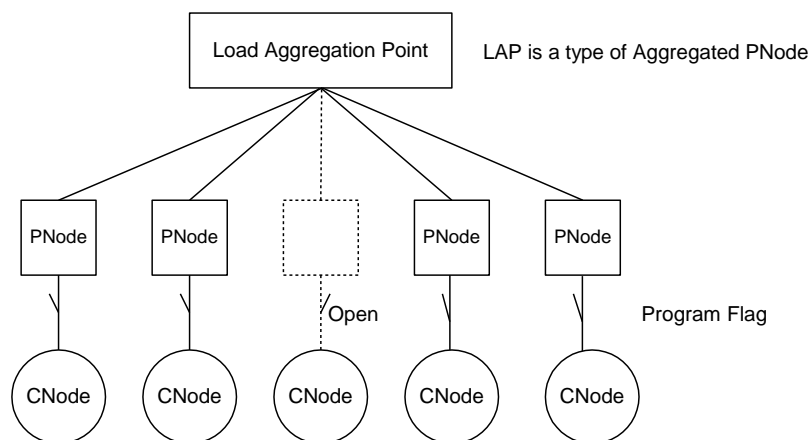 Load Aggregation Point
LAP is a type of Aggregated PNode
PNode
PNode
PNode
PNode
Open
Program Flag
CNode
CNode
CNode
CNode
CNode